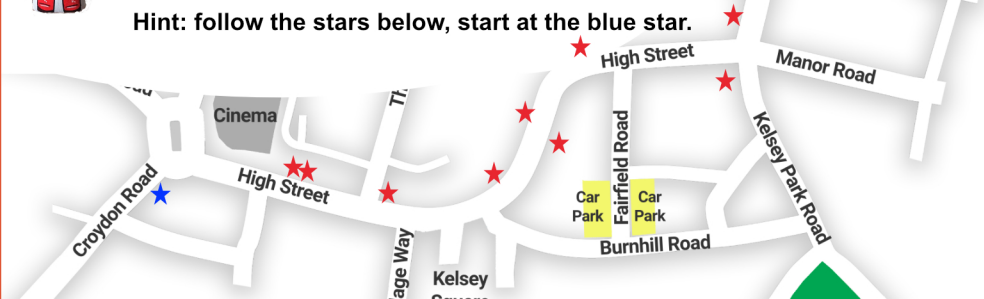 Hint: follow the stars below, start at the blue star.
High Street
Manor Road
Cinema
Kelsey Park Road
Fairfield Road
High Street
Croydon Road
Car
Park
Car
Park
Burnhill Road
Kelsey